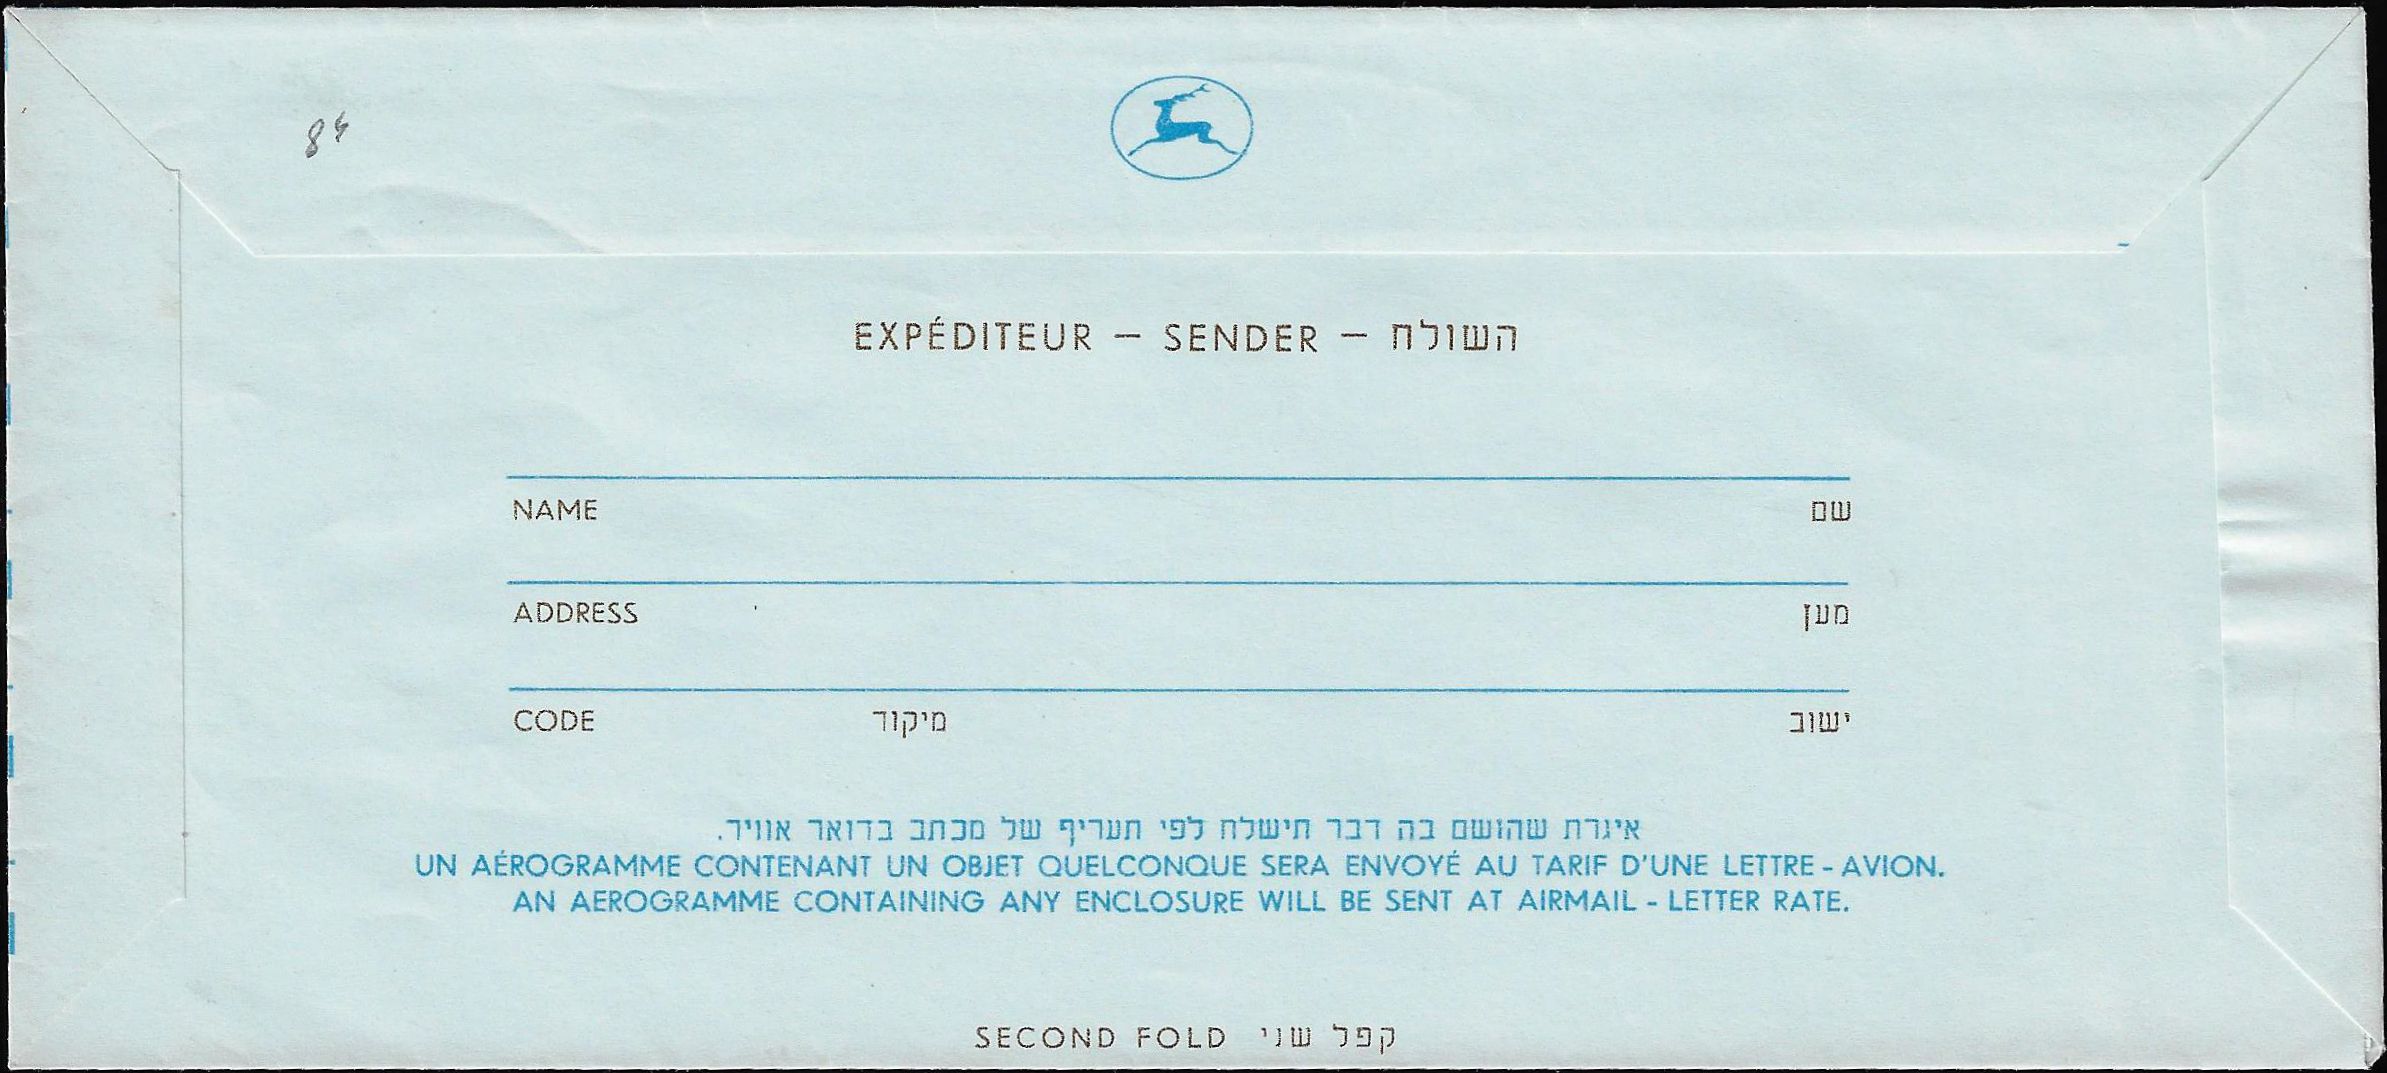 84
EXPÉDITEUR – SENDER – השולח
NAME שם
ADDRESS מען
CODE מיקוד ישוב
איגרת שהושם בה דבר תישלח לפי תעריף של מכתב בדואר אוויר.
UN AÉROGRAMME CONTENANT UN OBJET QUELCONQUE SERA ENVOYÉ AU TARIF D'UNE LETTRE - AVION.
AN AEROGRAMME CONTAINING ANY ENCLOSURE WILL BE SENT AT AIRMAIL - LETTER RATE.
SECOND FOLD קפל שני